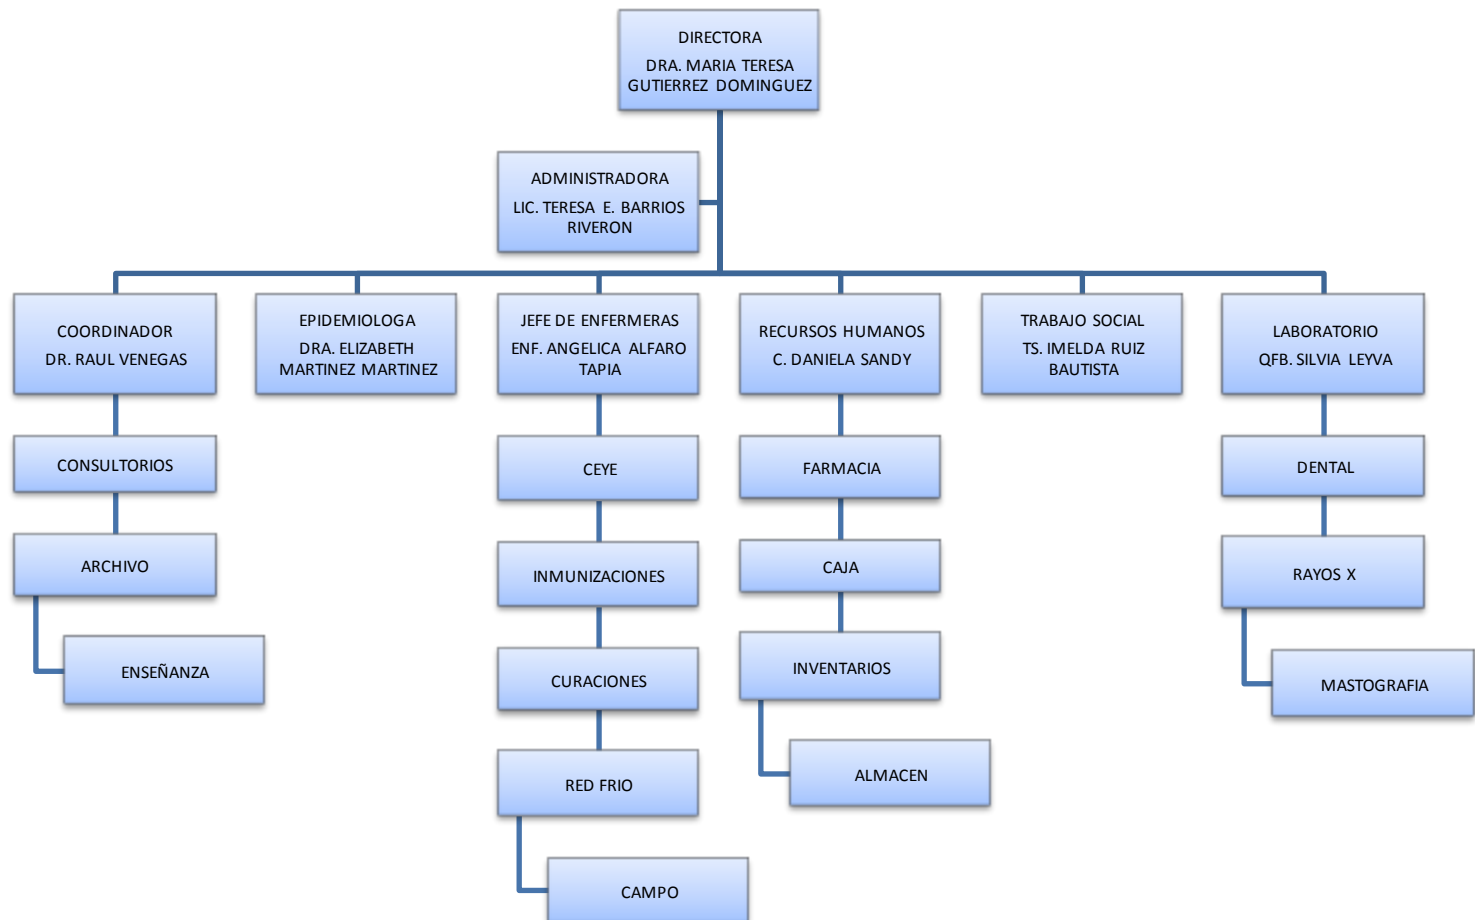 DIRECTORA
DRA. MARIA TERESA
GUTIERREZ DOMINGUEZ
ADMINISTRADORA
LIC. TERESA E. BARRIOS
RIVERON
COORDINADOR
DR. RAUL VENEGAS
EPIDEMIOLOGA
DRA. ELIZABETH
MARTINEZ MARTINEZ
JEFE DE ENFERMERAS
ENF. ANGELICA ALFARO
TAPIA
RECURSOS HUMANOS
C. DANIELA SANDY
TRABAJO SOCIAL
TS. IMELDA RUIZ
BAUTISTA
LABORATORIO
QFB. SILVIA LEYVA
CONSULTORIOS
ARCHIVO
ENSEÑANZA
CEYE
INMUNIZACIONES
CURACIONES
RED FRIO
CAMPO
FARMACIA
CAJA
INVENTARIOS
ALMACEN
DENTAL
RAYOS X
MASTOGRAFIA